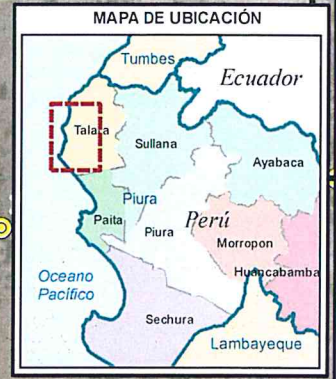 MAPA DE UBICACIÓN
Tumbes
Ecuador
Talara
Sullana
Ayabaca
Piura
Paita
Perú
Piura
Morropon
Huancabamba
Oceano
Pacífico
Sechura
Lambayeque